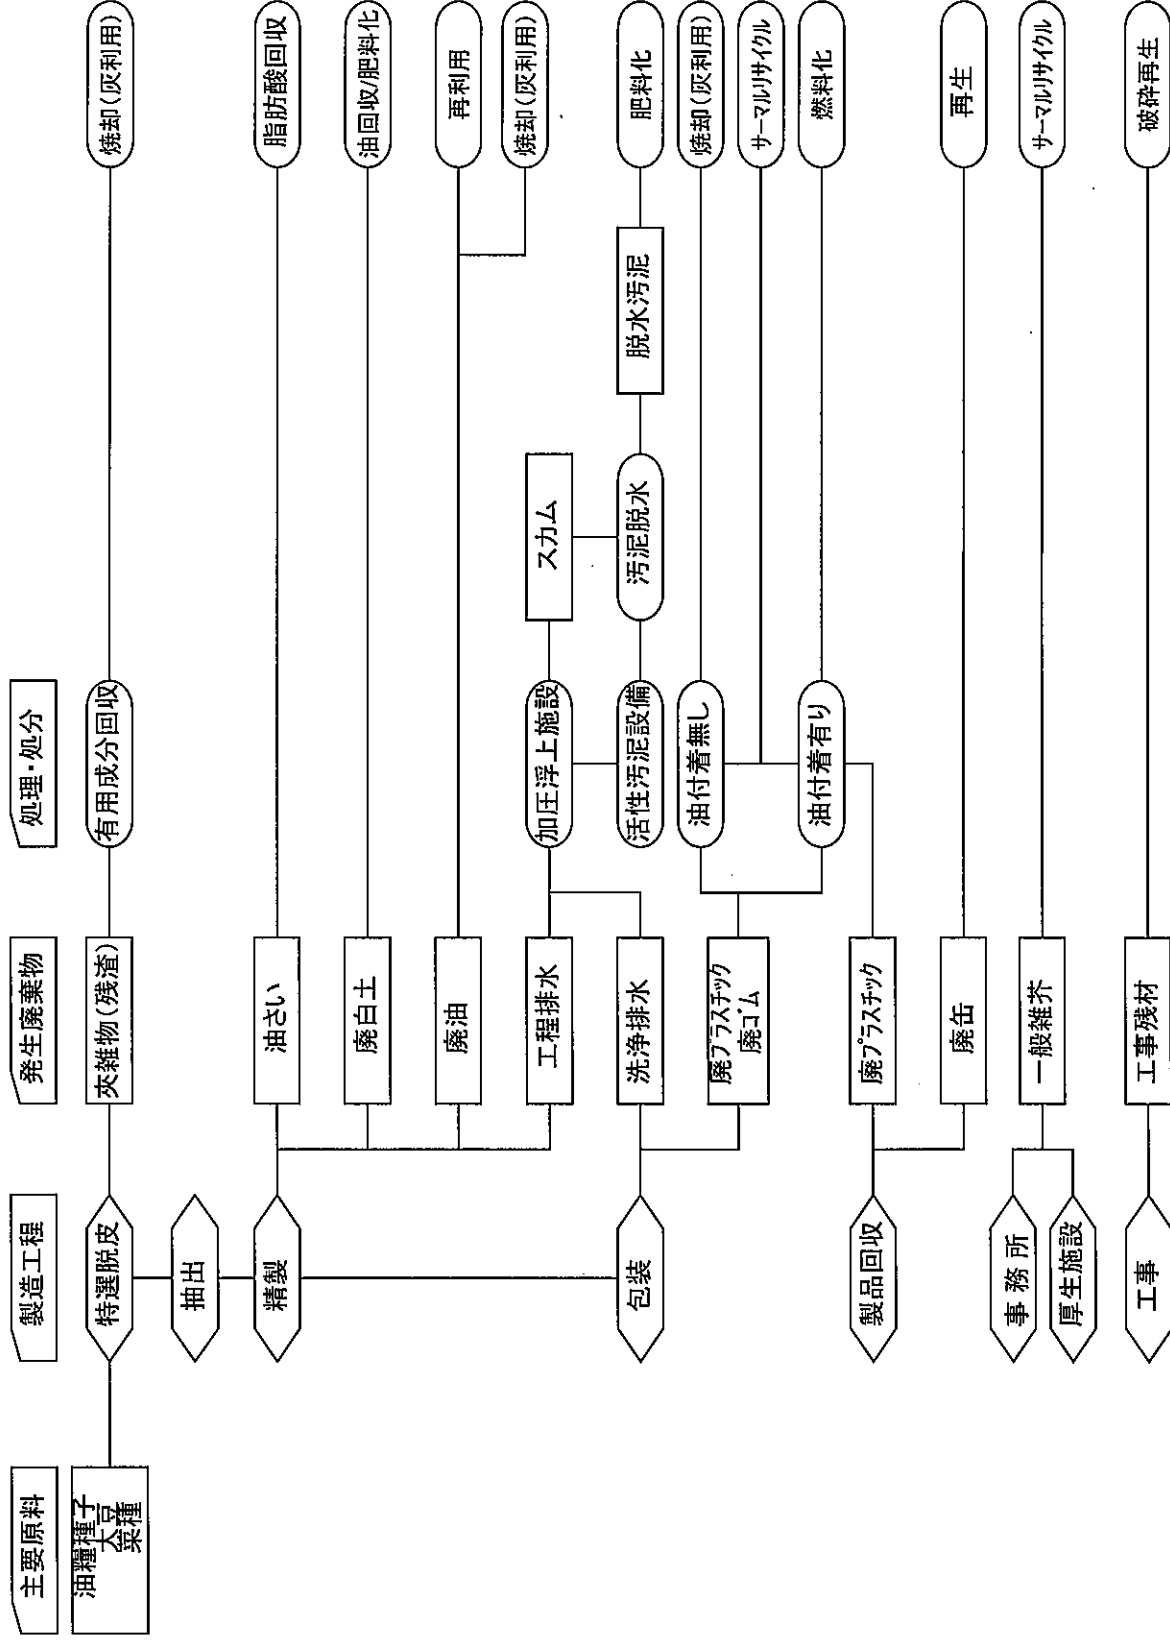 主要原料
製造工程
発生廃棄物
処理・処分
油糧種子
大豆
菜種
特選脱皮
夾雑物(残渣)
有用成分回収
焼却(灰利用)
抽出
精製
油さい
脂肪酸回収
廃白土
油回収/肥料化
廃油
再利用
焼却(灰利用)
工程排水
加圧浮上施設
スカム
包装
洗浄排水
活性汚泥設備
汚泥脱水
脱水汚泥
肥料化
廃プラスチック
廃ゴム
油付着無し
焼却(灰利用)
サーマルリサイクル
油付着有り
燃料化
製品回収
廃プラスチック
廃缶
再生
事務所
厚生施設
一般雑芥
サーマルリサイクル
工事
工事残材
破砕再生